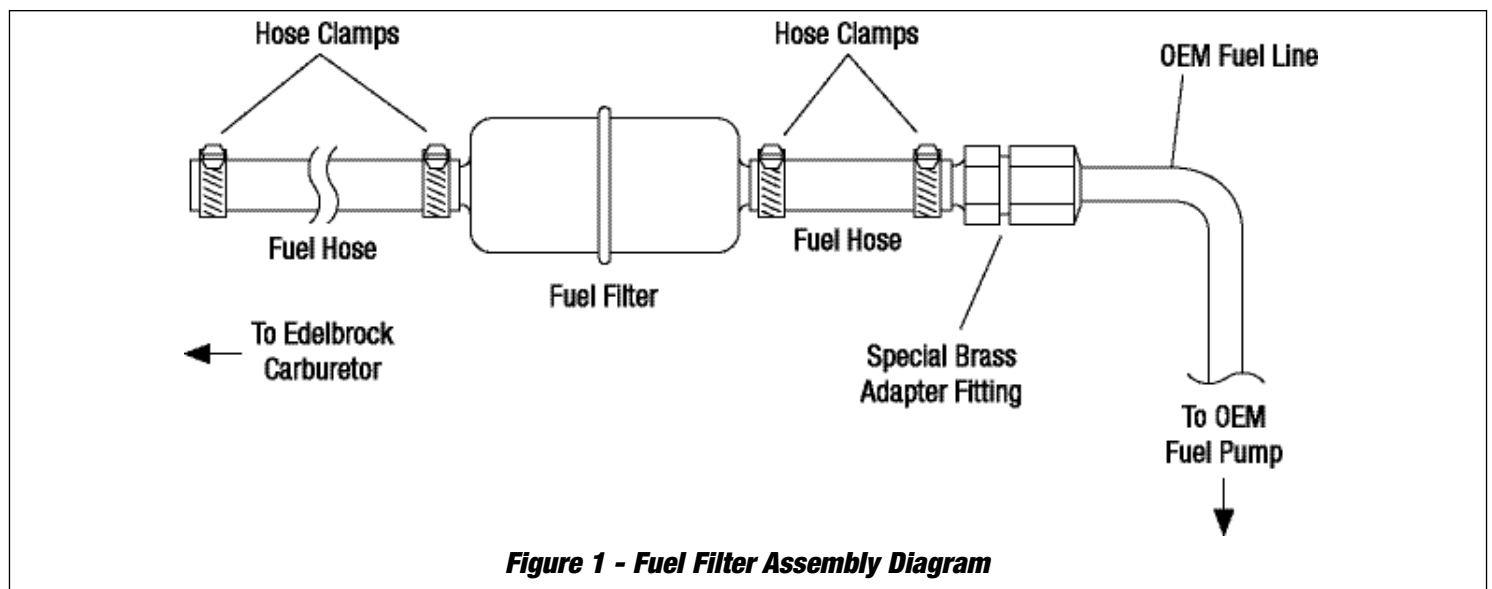 Hose Clamps
Hose Clamps
OEM Fuel Line
Fuel Hose
Fuel Hose
Fuel Filter
To Edelbrock
Carburetor
Special Brass
Adapter Fitting
To OEM
Fuel Pump
Figure 1 - Fuel Filter Assembly Diagram